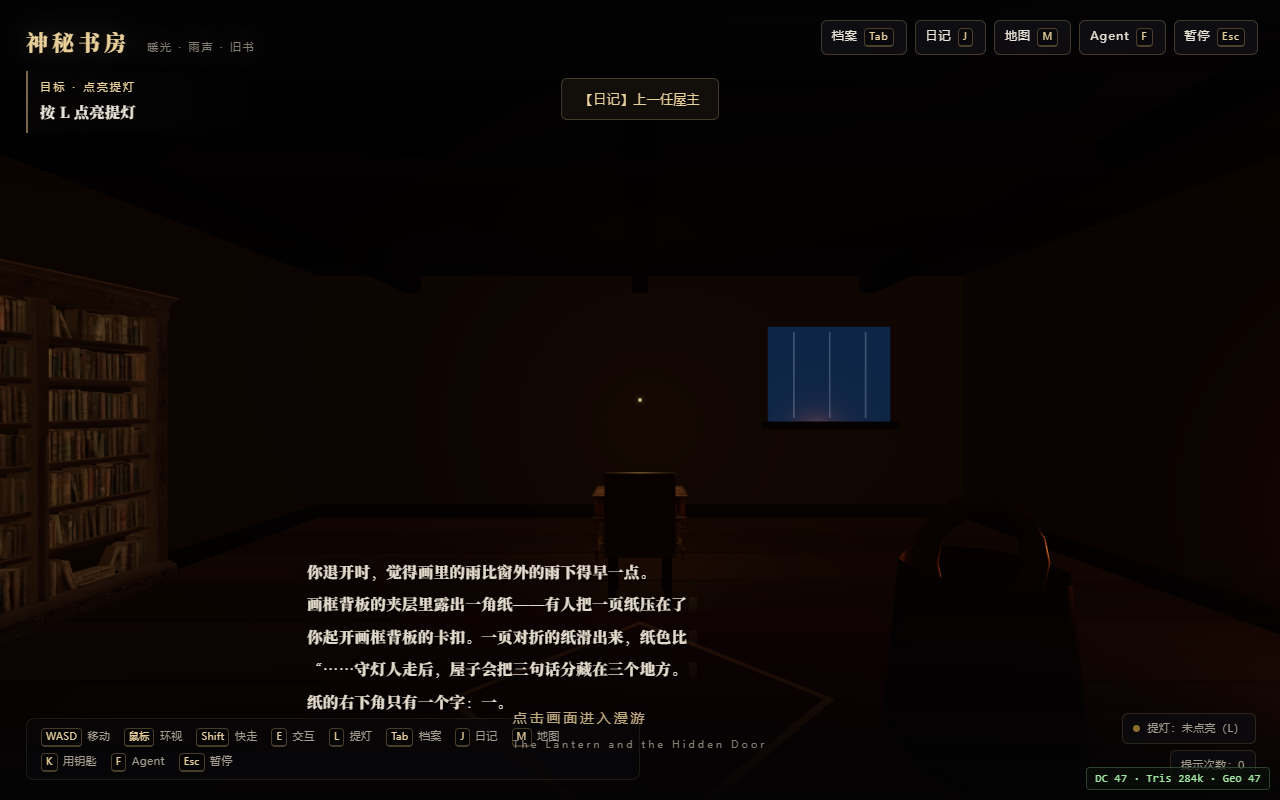 神秘书房 暖光 · 雨声 · 旧书
档案 Tab 日记 J 地图 M Agent F 暂停 Esc
目标 · 点亮提灯
按 L 点亮提灯
【日记】上一任屋主
你退开时，觉得画里的雨比窗外的雨下得早一点。
画框背板的夹层里露出一角纸——有人把一页纸压在了
你起开画框背板的卡扣。一页对折的纸滑出来，纸色比
“……守灯人走后，屋子会把三句话分藏在三个地方。
纸的右下角只有一个字：一。
点击画面进入漫游
The Lantern and the Hidden Door
WASD 移动 鼠标 环视 Shift 快走 E 交互 L 提灯 Tab 档案 J 日记 M 地图
K 用钥匙 F Agent Esc 暂停
提灯：未点亮（L）
提示次数：0
DC 47 · Tris 284k · Geo 47